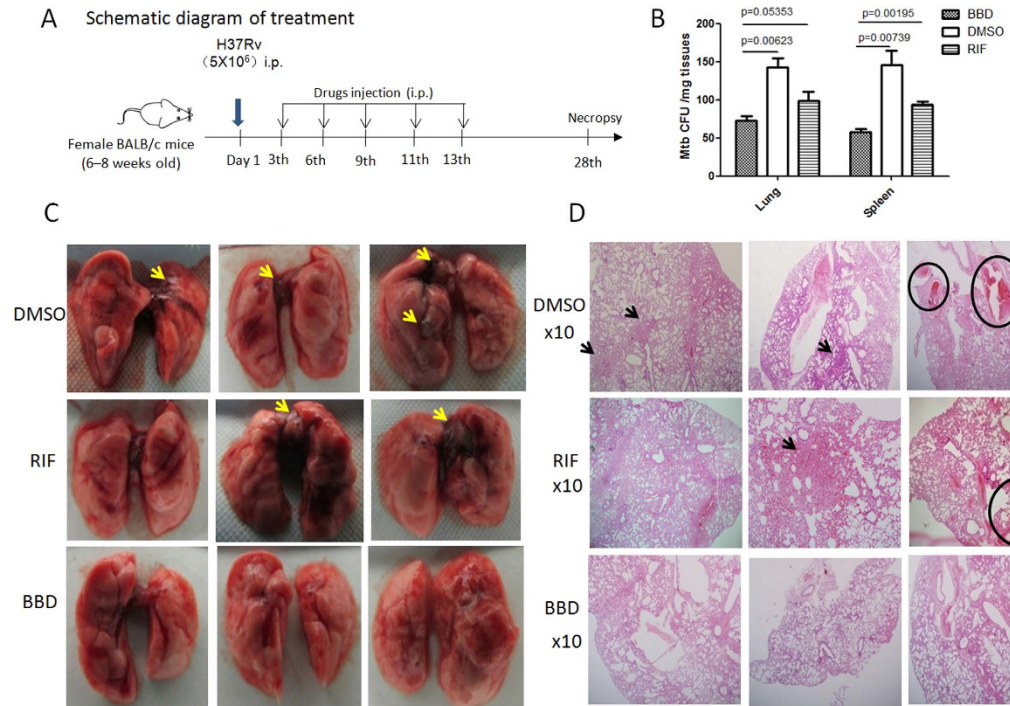 A
Schematic diagram of treatment
H37Rv
(5X10⁶) i.p.
Drugs injection (i.p.)
Necropsy
Female BALB/c mice
(6–8 weeks old)
Day 1
3th
6th
9th
11th
13th
28th
B
p=0.05353
p=0.00623
p=0.00195
p=0.00739
BBD
DMSO
RIF
Mtb CFU /mg tissues
200
150
100
50
0
Lung
Spleen
C
DMSO
RIF
BBD
D
DMSO
x10
RIF
x10
BBD
x10